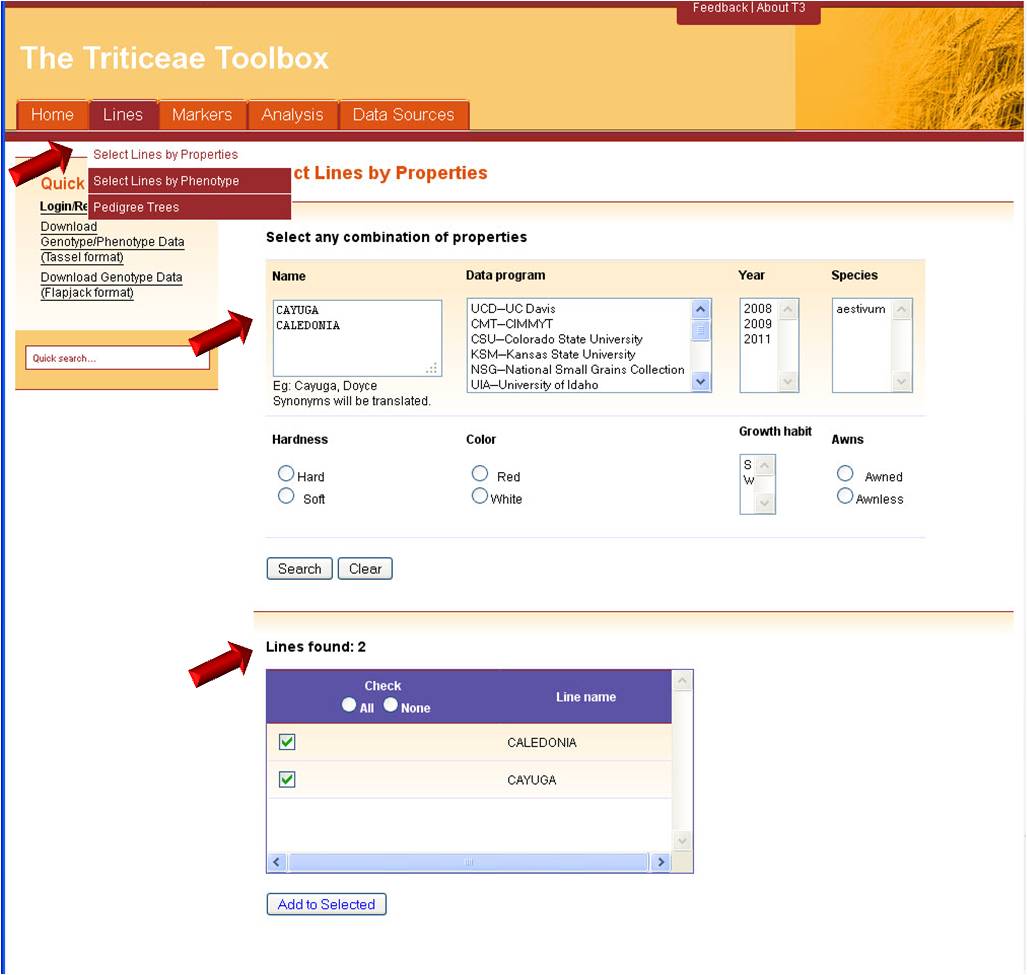 Feedback | About T3
The Triticeae Toolbox
Home Lines Markers Analysis Data Sources
Select Lines by Properties
Select Lines by Phenotype
Pedigree Trees
Quick
Login/Re
Download
Genotype/Phenotype Data
(Tassel format)
Download Genotype Data
(Flapjack format)
Quick search...
ct Lines by Properties
Select any combination of properties
Name Data program Year Species
CAYUGA
CALEDONIA
Eg: Cayuga, Doyce
Synonyms will be translated.
UCD--UC Davis
CMT--CIMMYT
CSU--Colorado State University
KSM--Kansas State University
NSG--National Small Grains Collection
UIA--University of Idaho
2008
2009
2011
aestivum
Hardness Color Growth habit Awns
Hard
Soft
Red
White
S
W
Awned
Awnless
Search Clear
Lines found: 2
Check
All None
Line name
CALEDONIA
CAYUGA
Add to Selected